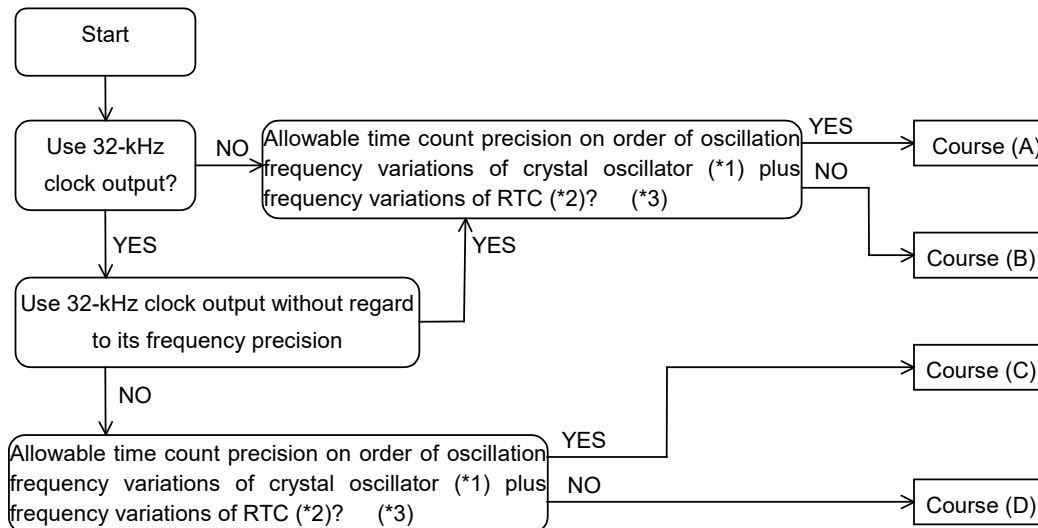 Start
Use 32-kHz
clock output?
NO
Allowable time count precision on order of oscillation
frequency variations of crystal oscillator (*1) plus
frequency variations of RTC (*2)? (*3)
YES
Course (A)
NO
Course (B)
YES
YES
Use 32-kHz clock output without regard
to its frequency precision
NO
Course (C)
Allowable time count precision on order of oscillation
frequency variations of crystal oscillator (*1) plus
frequency variations of RTC (*2)? (*3)
YES
NO
Course (D)